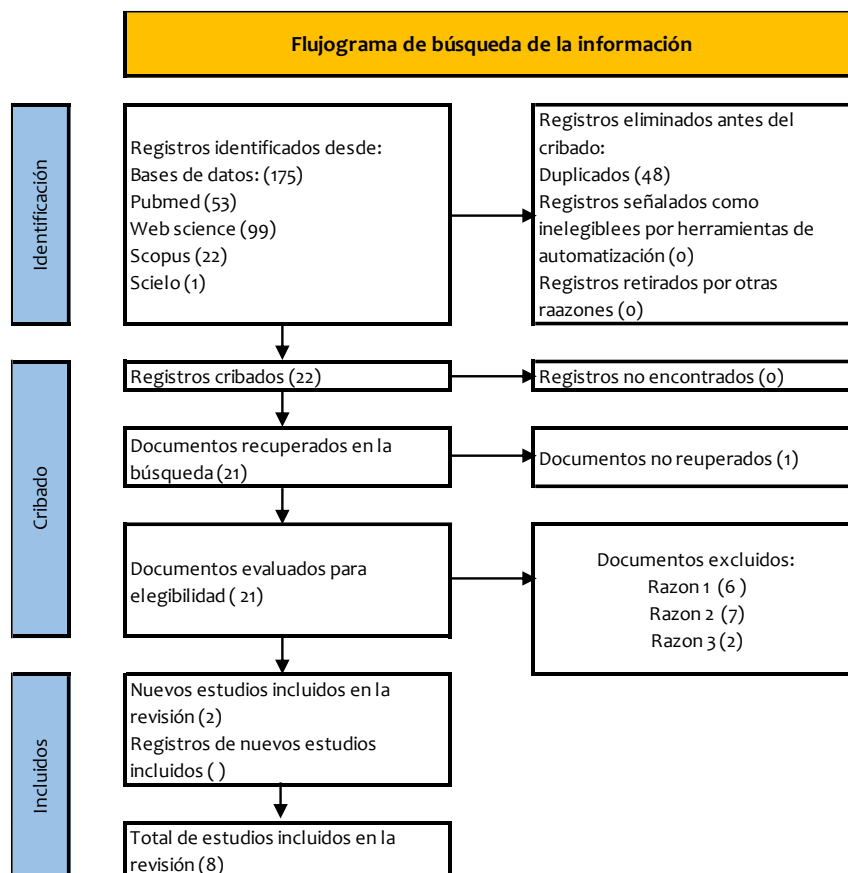 Flujograma de búsqueda de la información
Identificación
Registros identificados desde:
Bases de datos: (175)
Pubmed (53)
Web science (99)
Scopus (22)
Scielo (1)
Registros eliminados antes del
cribado:
Duplicados (48)
Registros señalados como
inelegiblees por herramientas de
automatización (0)
Registros retirados por otras
raazones (0)
Cribado
Registros cribados (22)
Registros no encontrados (0)
Documentos recuperados en la
búsqueda (21)
Documentos no reuperados (1)
Documentos evaluados para
elegibilidad ( 21)
Documentos excluidos:
Razon 1 (6 )
Razon 2 (7)
Razon 3 (2)
Incluidos
Nuevos estudios incluidos en la
revisión (2)
Registros de nuevos estudios
incluidos ( )
Total de estudios incluidos en la
revisión (8)